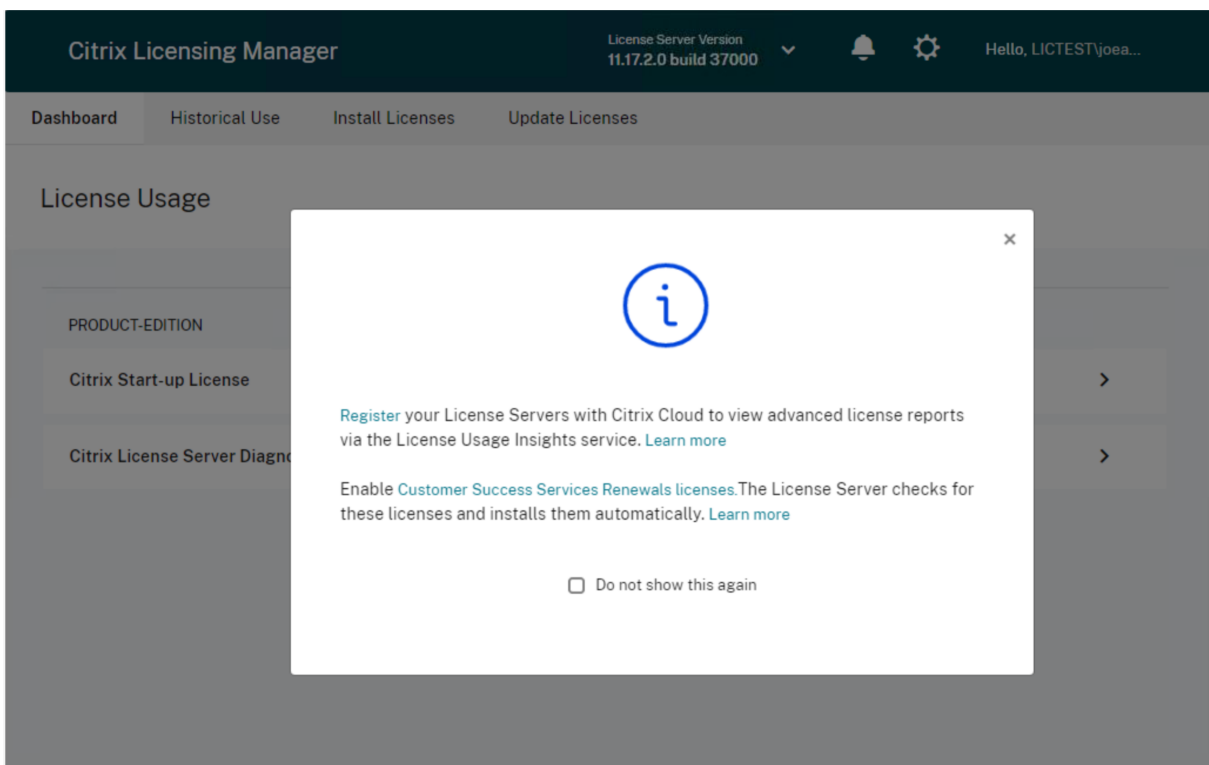 Citrix Licensing Manager
License Server Version
11.17.2.0 build 37000
Hello, LICTEST\joea...
Dashboard Historical Use Install Licenses Update Licenses
License Usage
PRODUCT-EDITION
Citrix Start-up License
Citrix License Server
Register your License Servers with Citrix Cloud to view advanced license reports
via the License Usage Insights service. Learn more
Enable Customer Success Services Renewals licenses.The License Server checks for
these licenses and installs them automatically. Learn more
Do not show this again